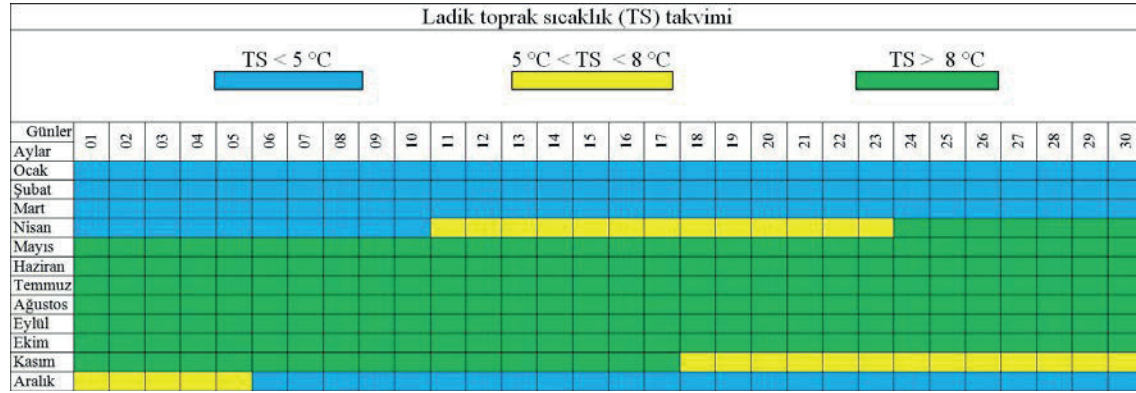 Ladik toprak sıcaklık (TS) takvimi
TS < 5 °C 5 °C < TS < 8 °C TS > 8 °C
Günler 01 02 03 04 05 06 07 08 09 10 11 12 13 14 15 16 17 18 19 20 21 22 23 24 25 26 27 28 29 30
Aylar
Ocak
Şubat
Mart
Nisan
Mayıs
Haziran
Temmuz
Ağustos
Eylül
Ekim
Kasım
Aralık